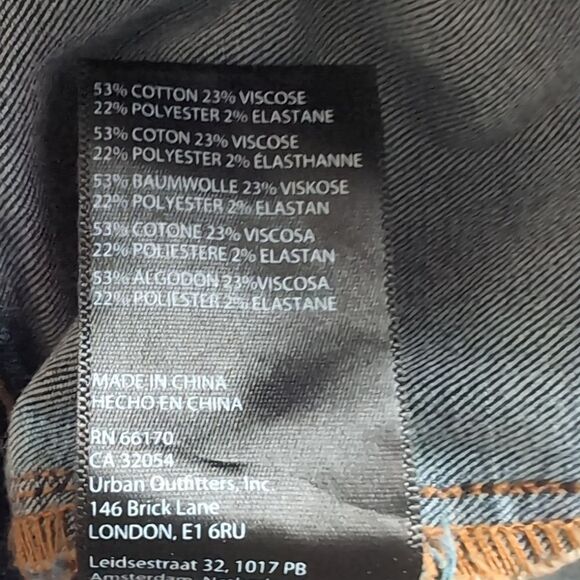 53% COTTON 23% VISCOSE
22% POLYESTER 2% ELASTANE
53% COTON 23% VISCOSE
22% POLYESTER 2% ÉLASTHANNE
53% BAUMWOLLE 23% VISKOSE
22% POLYESTER 2% ELASTAN
53% COTONE 23% VISCOSA
22% POLIESTERE 2% ELASTAN
53% ALGODON 23%VISCOSA
22% POLIESTER 2% ELASTANE
MADE IN CHINA
HECHO EN CHINA
RN 66170
CA 32054
Urban Outfitters, Inc.
146 Brick Lane
LONDON, E1 6RU
Leidsestraat 32, 1017 PB
Amsterdam, Netherlands